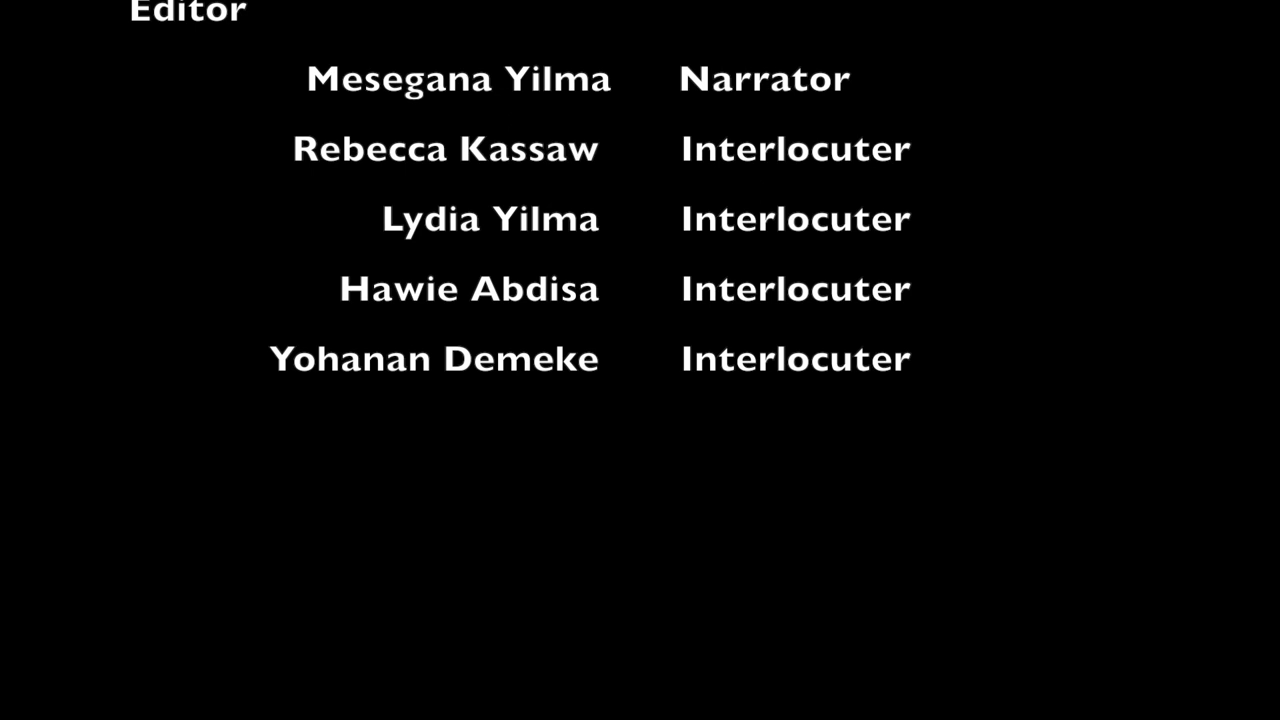 Editor
Mesegana Yilma Narrator
Rebecca Kassaw Interlocuter
Lydia Yilma Interlocuter
Hawie Abdisa Interlocuter
Yohanan Demeke Interlocuter